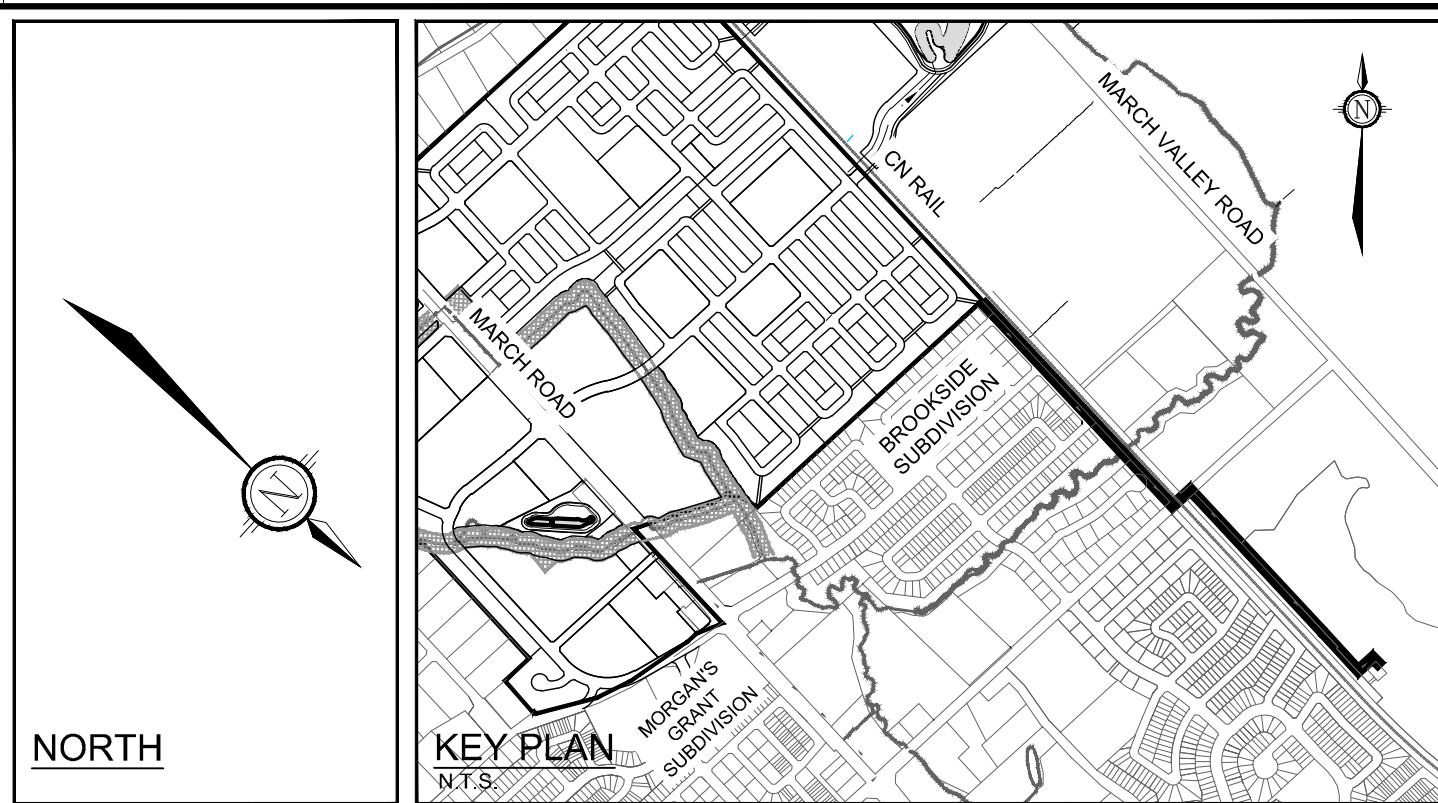 N
NORTH
MARCH VALLEY ROAD
N
CN RAIL
MARCH ROAD
BROOKSIDE
SUBDIVISION
MORGAN'S
GRANT
SUBDIVISION
KEY PLAN
N.T.S.